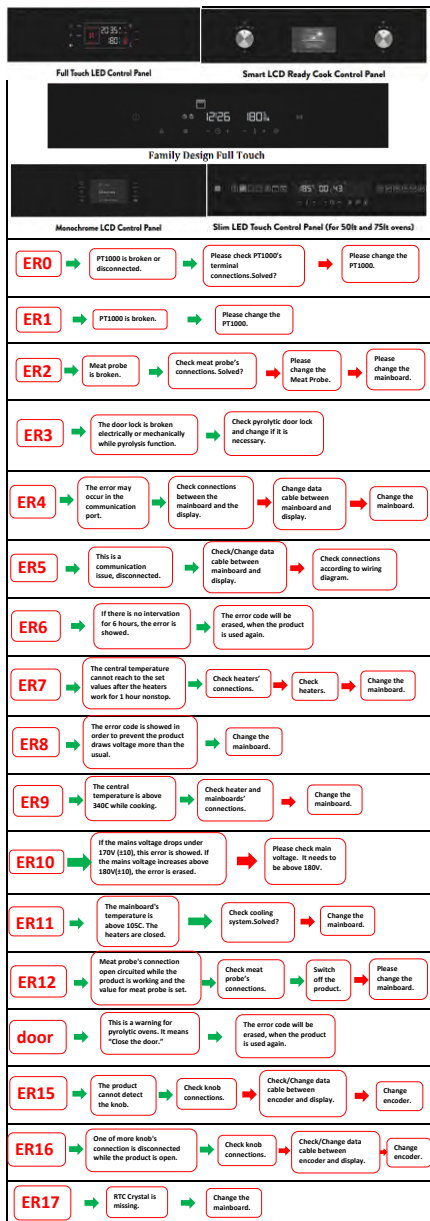 2035
180
Full Touch LED Control Panel
Smart LCD Ready Cook Control Panel
12:26 180
Family Design Full Touch
185° 00:43
Monochrome LCD Control Panel
Slim LED Touch Control Panel (for 50lt and 75lt ovens)
ER0
PT1000 is broken or
disconnected.
Please check PT1000's
terminal
connections.Solved?
Please change the
PT1000.
ER1
PT1000 is broken.
Please change the
PT1000.
ER2
Meat probe
is broken.
Check meat probe's
connections. Solved?
Please
change the
Meat Probe.
Please
change the
mainboard.
ER3
The door lock is broken
electrically or mechanically
while pyrolysis function.
Check pyrolytic door lock
and change if it is
necessary.
ER4
The error may
occur in the
communication
port.
Check connections
between the
mainboard and the
display.
Change data
cable between
mainboard and
display.
Change the
mainboard.
ER5
This is a
communication
issue, disconnected.
Check/Change data
cable between
mainboard and
display.
Check connections
according to wiring
diagram.
ER6
If there is no intervation
for 6 hours, the error is
showed.
The error code will be
erased, when the product
is used again.
ER7
The central temperature
cannot reach to the set
values after the heaters
work for 1 hour nonstop.
Check heaters'
connections.
Check
heaters.
Change the
mainboard.
ER8
The error code is showed in
order to prevent the product
draws voltage more than the
usual.
Change the
mainboard.
ER9
The central
temperature is above
340C while cooking.
Check heater and
mainboards'
connections.
Change the
mainboard.
ER10
If the mains voltage drops under
170V (±10), this error is showed. If
the mains voltage increases above
180V(±10), the error is erased.
Please check main
voltage. It needs to
be above 180V.
ER11
The mainboard's
temperature is
above 105C. The
heaters are closed.
Check cooling
system.Solved?
Change the
mainboard.
ER12
Meat probe's connection
open circuited while the
product is working and the
value for meat probe is set.
Check meat
probe's
connections.
Switch
off the
product.
Please
change the
mainboard.
door
This is a warning for
pyrolytic ovens. It means
"Close the door."
The error code will be
erased, when the product
is used again.
ER15
The product
cannot detect
the knob.
Check knob
connections.
Check/Change data
cable between
encoder and display.
Change
encoder.
ER16
One of more knob's
connection is disconnected
while the product is open.
Check knob
connections.
Check/Change data
cable between
encoder and display.
Change
encoder.
ER17
RTC Crystal is
missing.
Change the
mainboard.